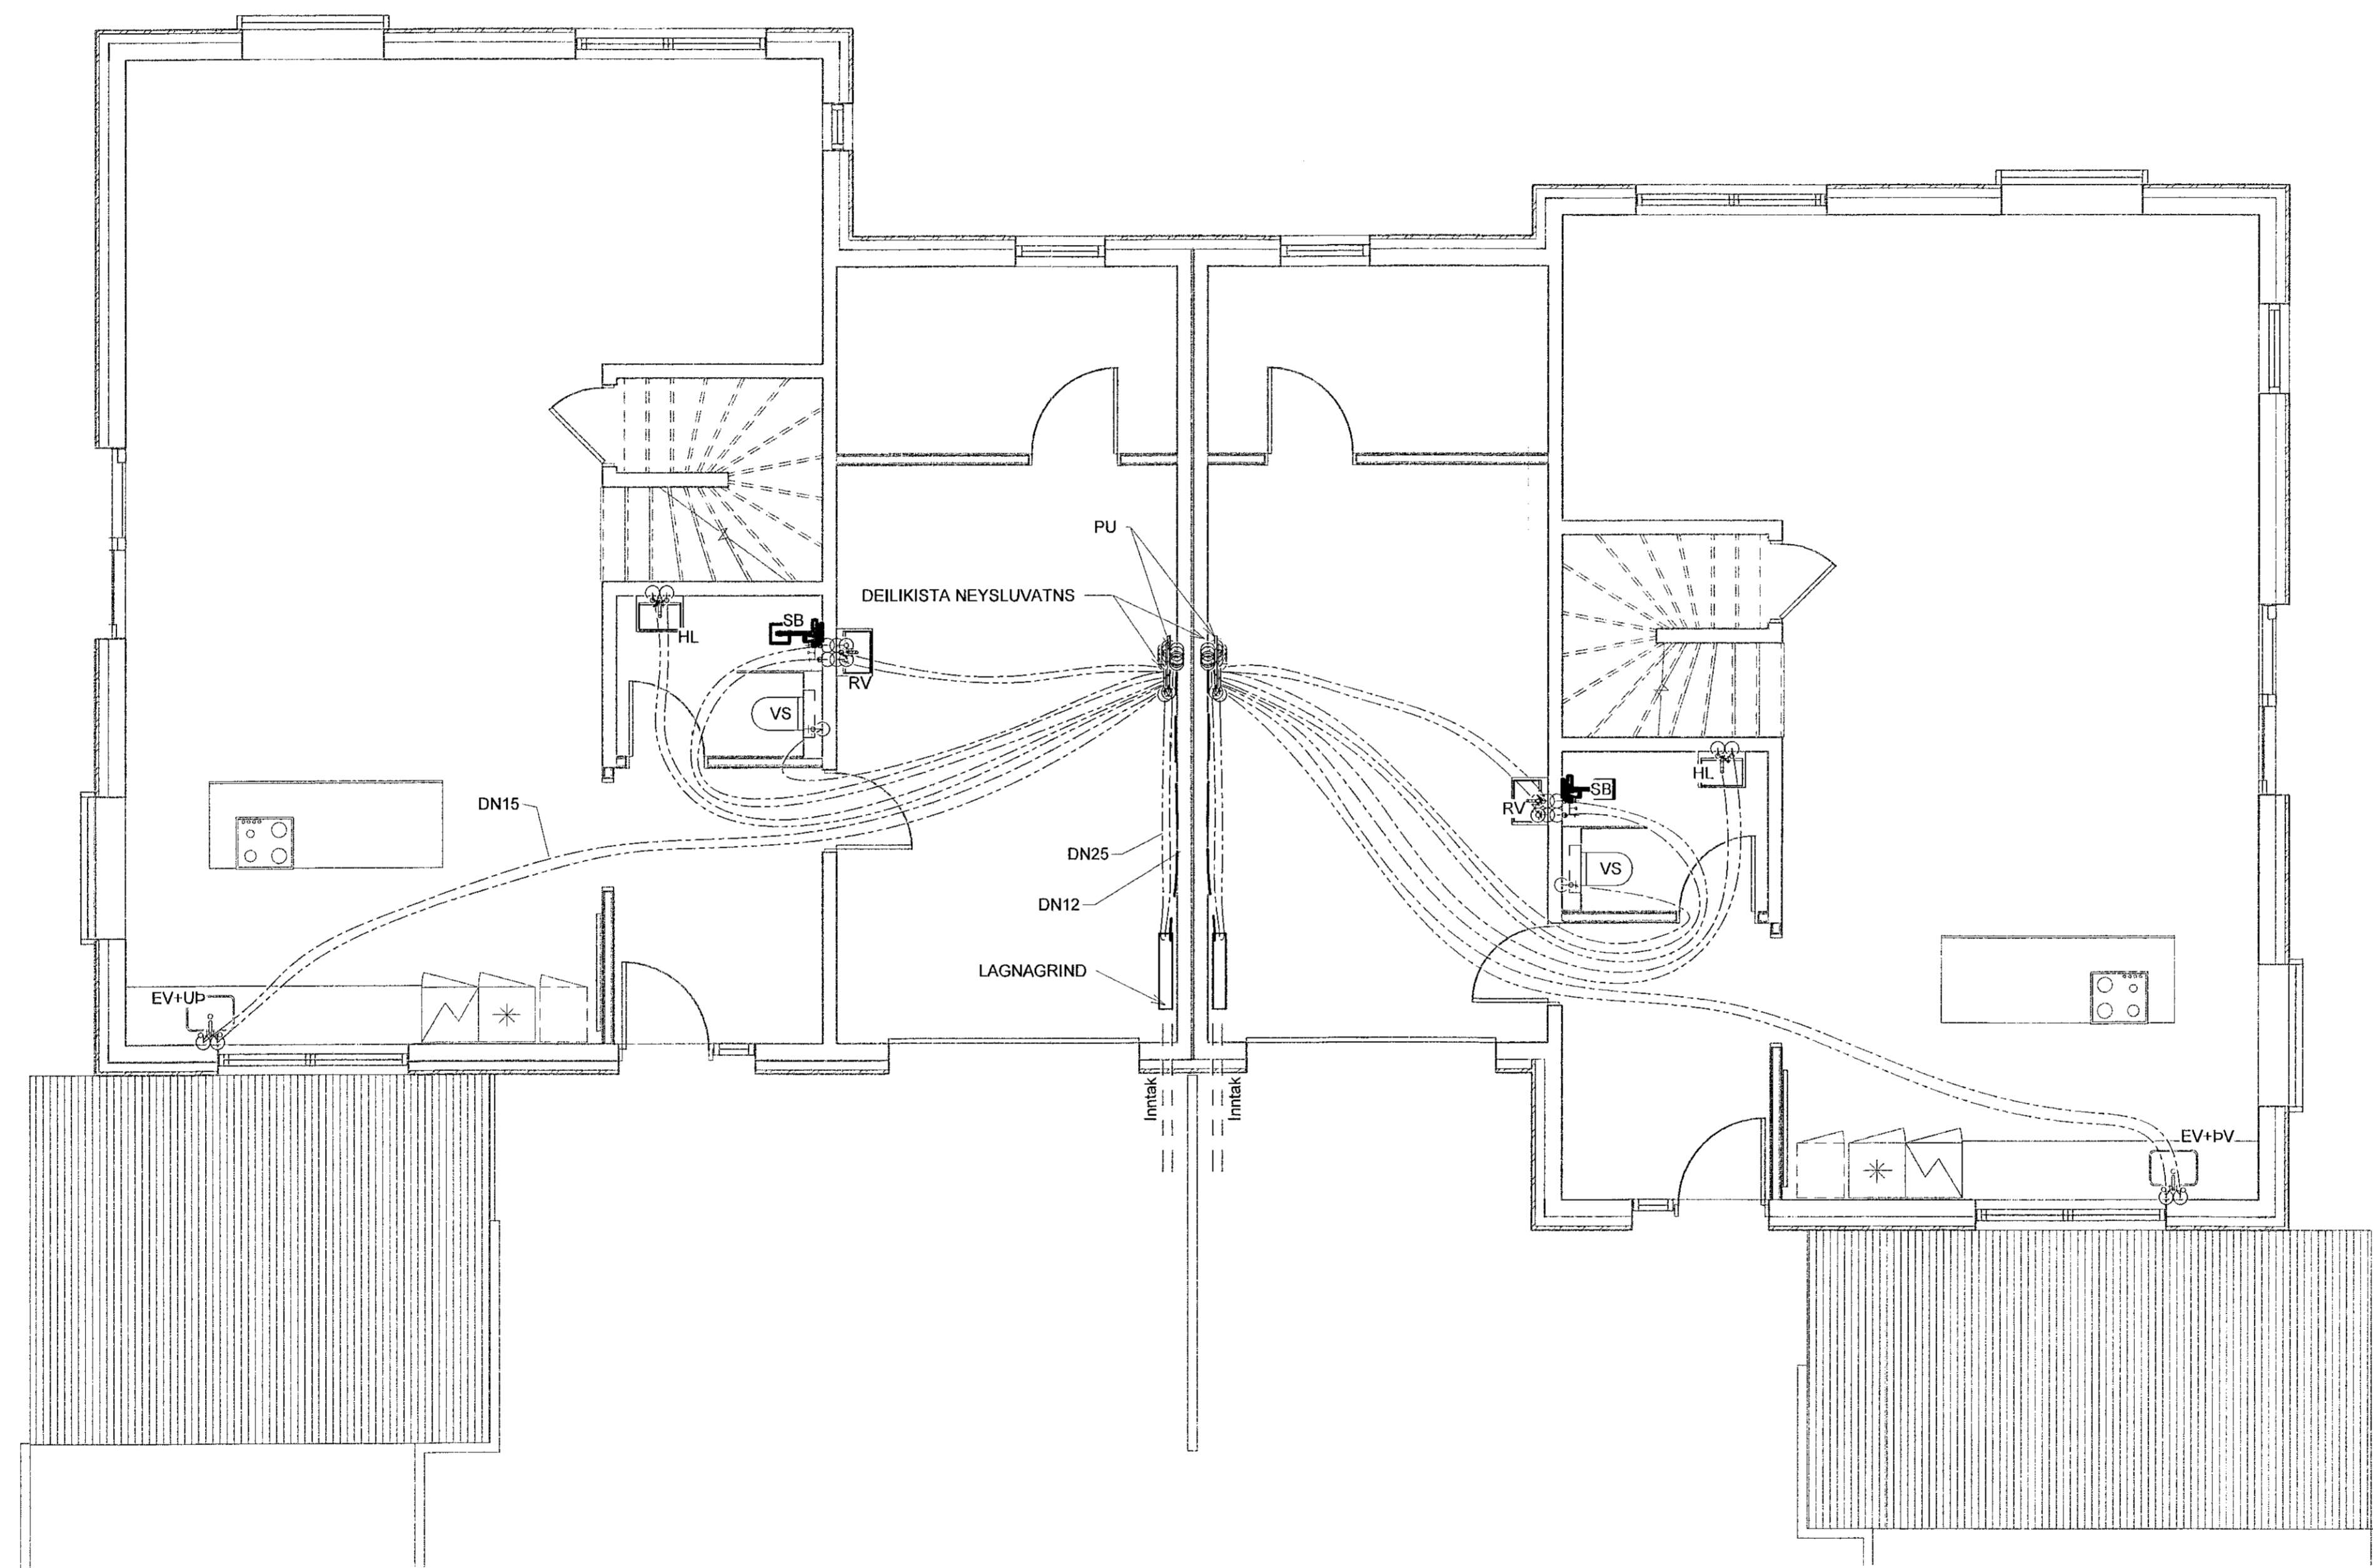 PU
DEILIKISTA NEYSLUVATNS
SB
HL
RV
VS
DN15
DN25
DN12
LAGNAGRIND
EV+UÞ
Inntak
Inntak
HL
SB
RV
VS
EV+ÞV